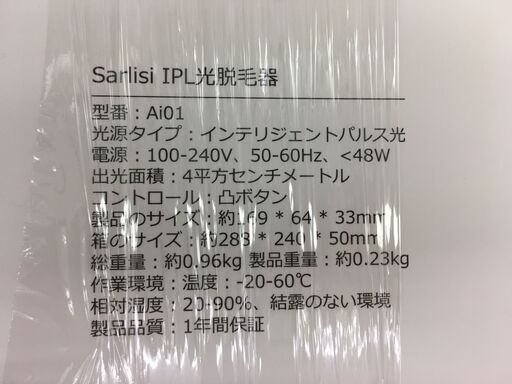 Sarlisi IPL光脱毛器
型番：Ai01
光源タイプ：インテリジェントパルス光
電源：100-240V、50-60Hz、<48W
出光面積：4平方センチメートル
コントロール：凸ボタン
製品のサイズ：約169 * 64 * 33mm
箱のサイズ：約288 * 240 * 50mm
総重量：約0.96kg 製品重量：約0.23kg
作業環境：温度：-20-60℃
相対湿度：20-90%、結露のない環境
製品品質：1年間保証